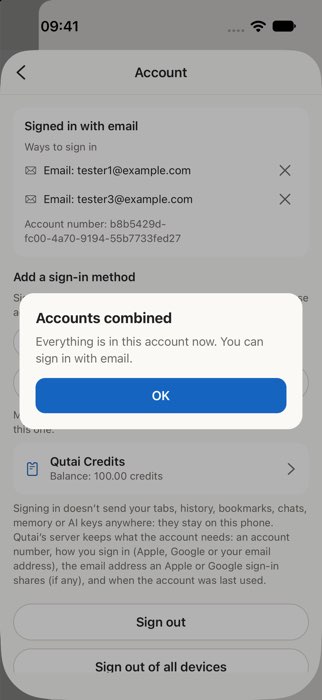 09:41
Account
Signed in with email
Ways to sign in
Email: tester1@example.com
Email: tester3@example.com
Account number: b8b5429d-
fc00-4a70-9194-55b7733fed27
Add a sign-in method
Accounts combined
Everything is in this account now. You can
sign in with email.
OK
this one.
Qutai Credits
Balance: 100.00 credits
Signing in doesn't send your tabs, history, bookmarks, chats,
memory or AI keys anywhere: they stay on this phone.
Qutai's server keeps what the account needs: an account
number, how you sign in (Apple, Google or your email
address), the email address an Apple or Google sign-in
shares (if any), and when the account was last used.
Sign out
Sign out of all devices